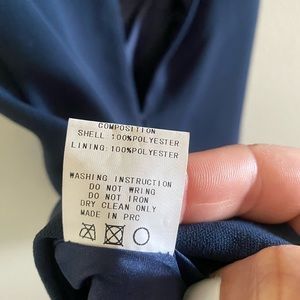 COMPOSITION
SHELL:100%POLYESTER
LINING:100%POLYESTER
WASHING INSTRUCTION
DO NOT WRING
DO NOT IRON
DRY CLEAN ONLY
MADE IN PRC